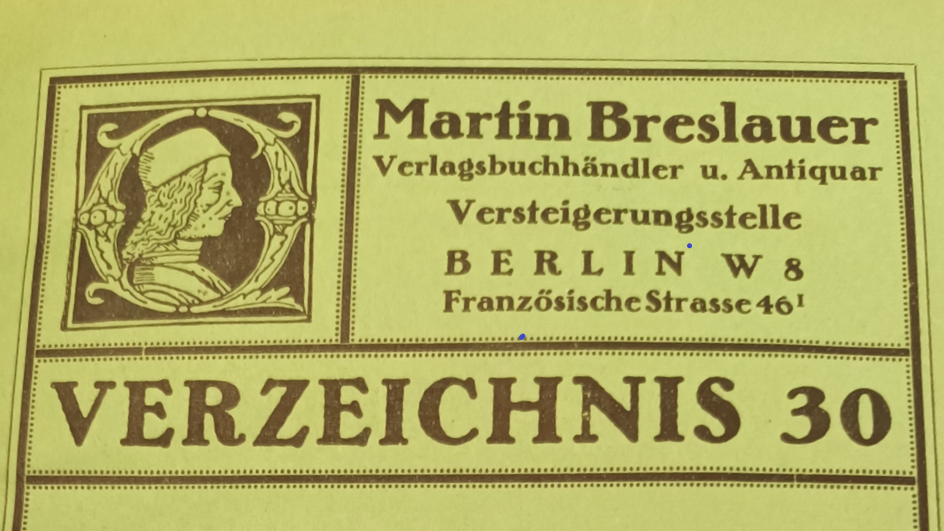 Martin Breslauer
Verlagsbuchhändler u. Antiquar
Versteigerungsstelle
BERLIN W 8
Französische Strasse 46ᴵ
VERZEICHNIS 30